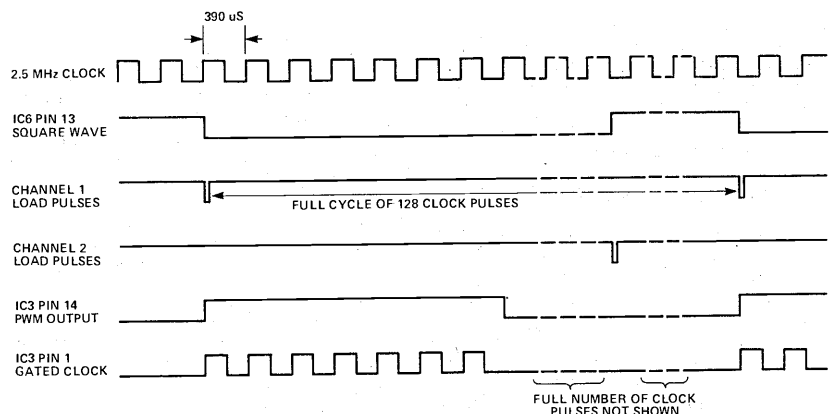 390 uS
2.5 MHz CLOCK
IC6 PIN 13
SQUARE WAVE
CHANNEL 1
LOAD PULSES
FULL CYCLE OF 128 CLOCK PULSES
CHANNEL 2
LOAD PULSES
IC3 PIN 14
PWM OUTPUT
IC3 PIN 1
GATED CLOCK
FULL NUMBER OF CLOCK
PULSES NOT SHOWN